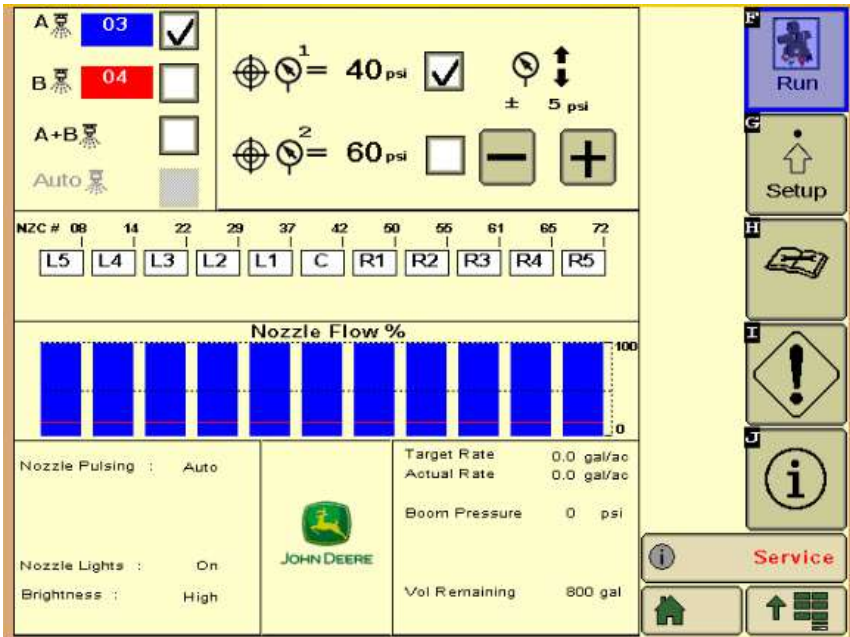 A 03
B 04
A+B
Auto
1 = 40 psi
± 5 psi
2 = 60 psi
NZC # 08 14 22 29 37 42 50 55 61 65 72
L5 L4 L3 L2 L1 C R1 R2 R3 R4 R5
Nozzle Flow %
100
0
Nozzle Pulsing : Auto
Nozzle Lights : On
Brightness : High
JOHN DEERE
Target Rate 0.0 gal/ac
Actual Rate 0.0 gal/ac
Boom Pressure 0 psi
Vol Remaining 800 gal
F
Run
G
Setup
H
I
J
Service